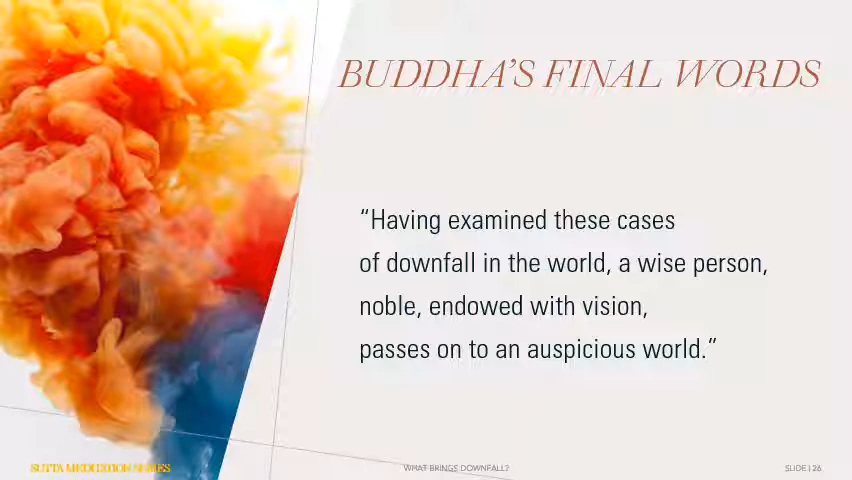 BUDDHA'S FINAL WORDS
“Having examined these cases
of downfall in the world, a wise person,
noble, endowed with vision,
passes on to an auspicious world.”
SUTTA MEDITATION SERIES
WHAT BRINGS DOWNFALL?
SLIDE | 26